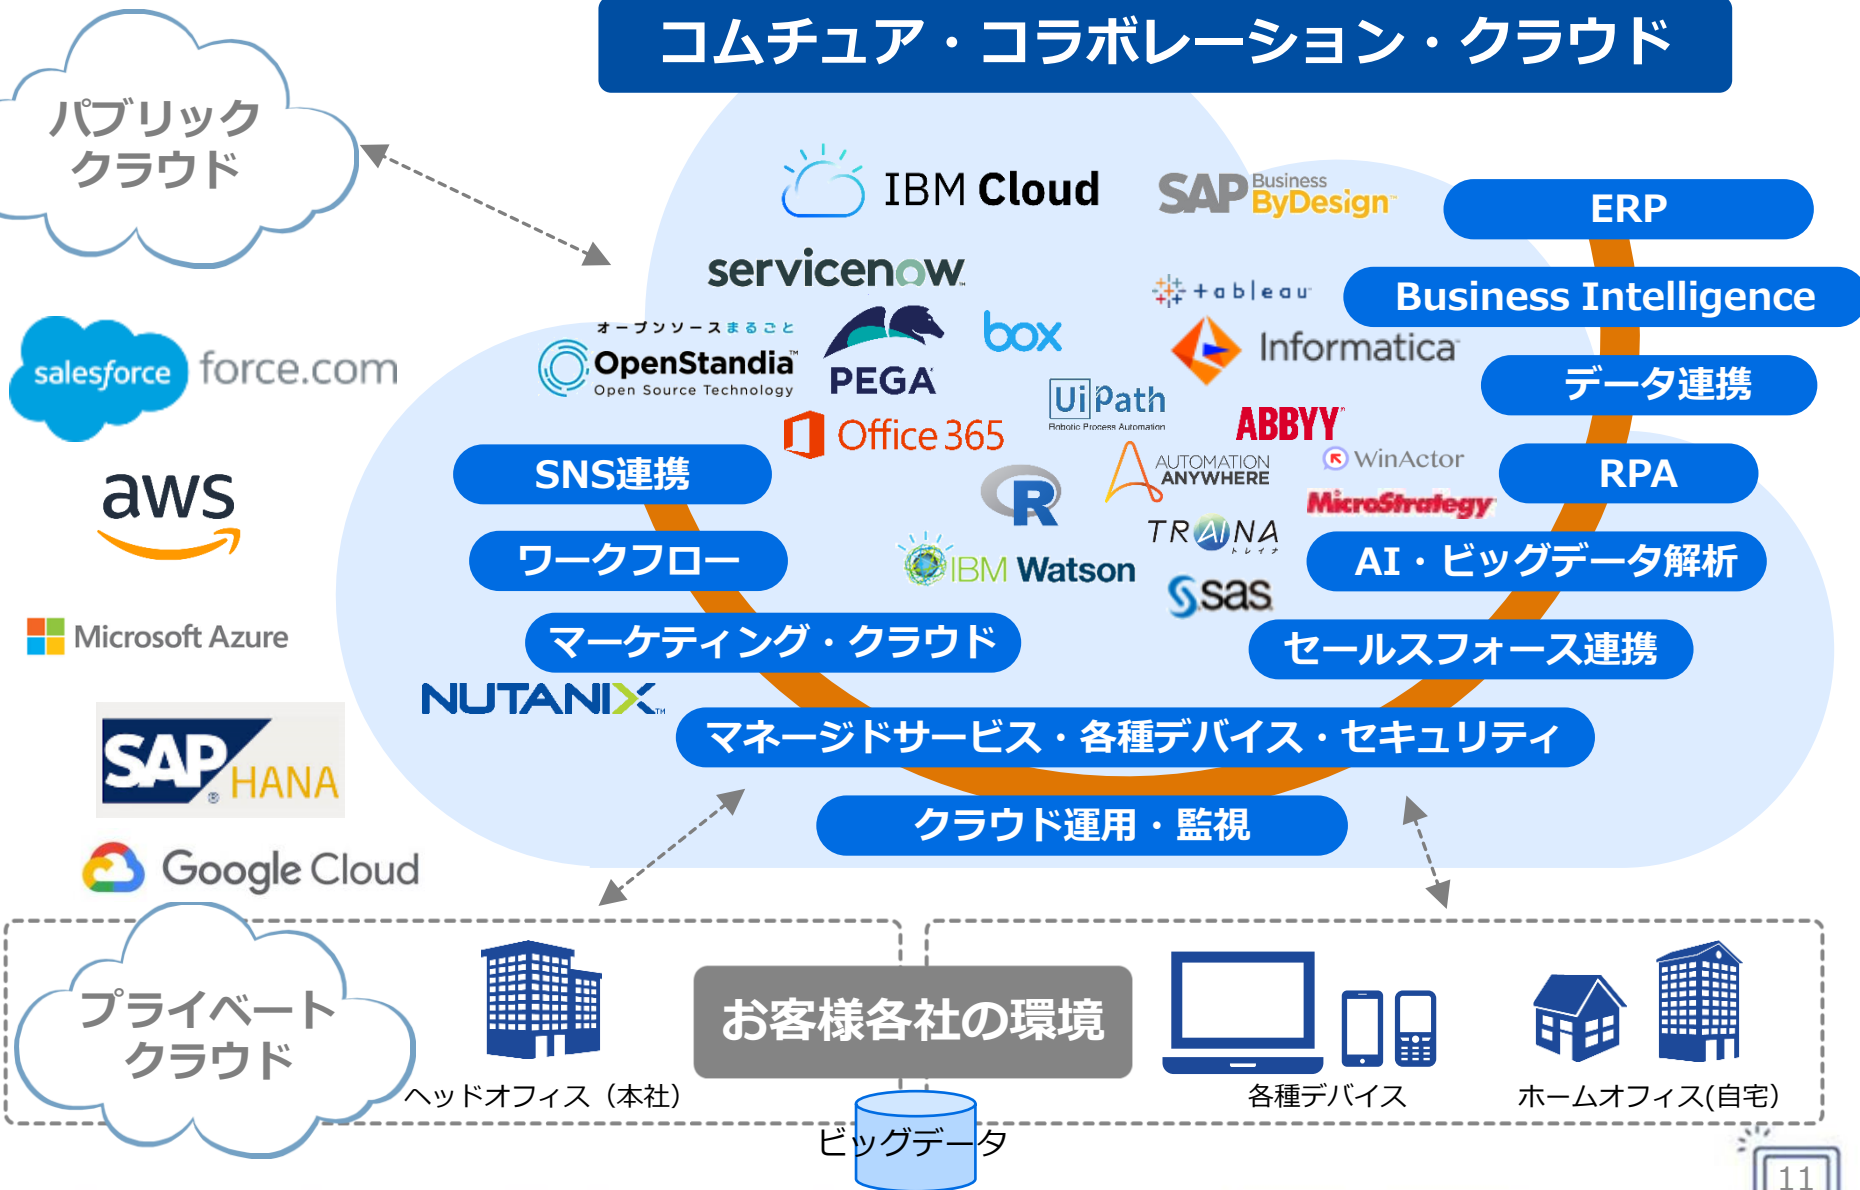 コムチュア・コラボレーション・クラウド
パブリック
クラウド
IBM Cloud
SAP Business ByDesign™
ERP
servicenow™
tableau
Business Intelligence
オープンソースまるごと
OpenStandia™
Open Source Technology
PEGA
box
Informatica
salesforce
force.com
データ連携
UiPath
Robotic Process Automation
ABBYY®
Office 365
SNS連携
AUTOMATION
ANYWHERE
WinActor
RPA
MicroStrategy
aws
R
TRAINA
トレイナ
ワークフロー
IBM Watson
AI・ビッグデータ解析
sas
Microsoft Azure
マーケティング・クラウド
セールスフォース連携
NUTANIX™
マネージドサービス・各種デバイス・セキュリティ
SAP® HANA
クラウド運用・監視
Google Cloud
プライベート
クラウド
お客様各社の環境
ヘッドオフィス（本社）
各種デバイス
ホームオフィス(自宅）
ビッグデータ
11